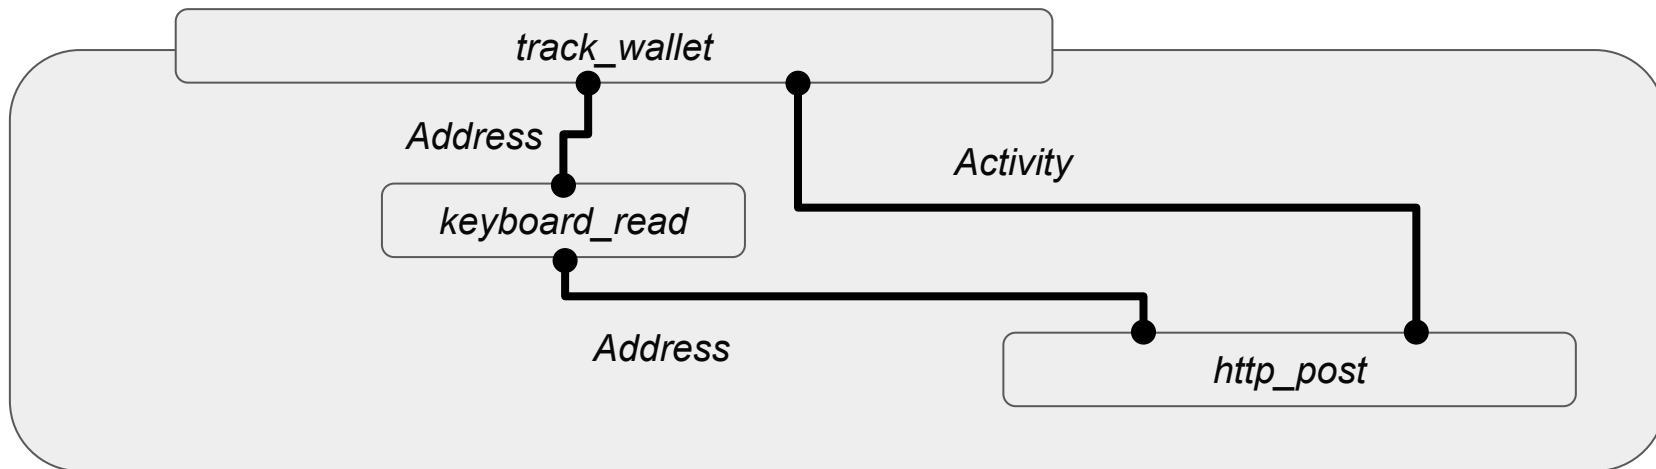 track_wallet
Address
Activity
keyboard_read
Address
http_post